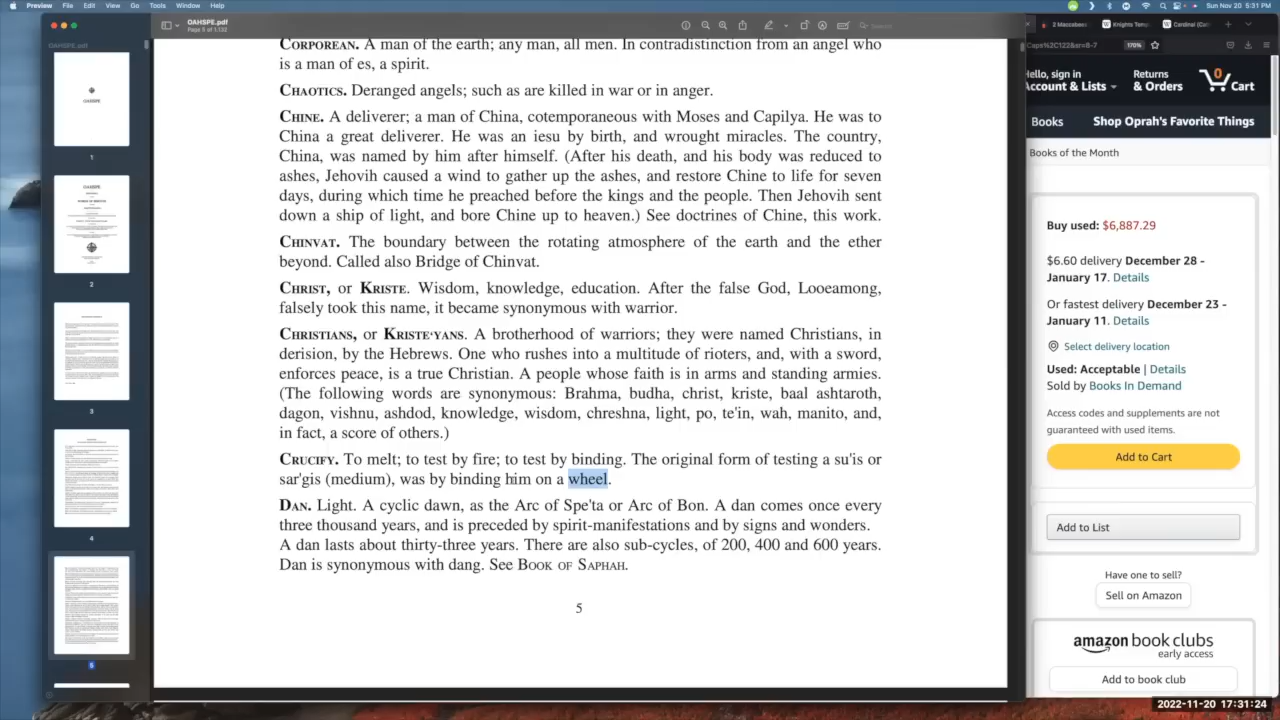 Preview File Edit View Go Tools Window Help
Sun Nov 20 5:31 PM
OAHSPE.pdf
Page 5 of 1,132
Search
OAHSPE.pdf
1
2
3
4
5
CORPOREAN. A man of the earth; any man, all men. In contradistinction from an angel who
is a man of es, a spirit.
CHAOTICS. Deranged angels; such as are killed in war or in anger.
CHINE. A deliverer; a man of China, cotemporaneous with Moses and Capilya. He was to
China a great deliverer. He was an iesu by birth, and wrought miracles. The country,
China, was named by him after himself. (After his death, and his body was reduced to
ashes, Jehovih caused a wind to gather up the ashes, and restore Chine to life for seven
days, during which time he preached before the kings and the people. Then Jehovih sent
down a ship of light, and bore Chine up to heaven.) See doctrines of Chine, this work.
CHINVAT. The boundary between the rotating atmosphere of the earth and the ether
beyond. Called also Bridge of Chinvat.
CHRIST, or KRISTE. Wisdom, knowledge, education. After the false God, Looeamong,
falsely took this name, it became synonymous with warrior.
CHRISTIANS, or KRISTEYANS. A brotherhood of warriors; they were named Christians, in
derision, by the Hebrews. One who rushes into a multitude of rioters, and, with a sword,
enforces peace, is a true Christian. A people whose faith is in arms and standing armies.
(The following words are synonymous: Brahma, budha, christ, kriste, baal ashtaroth,
dagon, vishnu, ashdod, knowledge, wisdom, chreshna, light, po, te'in, wah, manito, and,
in fact, a score of others.)
CRUCIFY. To melt; to test by fire; to try by binding. The original form of testing a su'is or
sar'gis (medium), was by binding him on a wheel.
DAN. Light. A cyclic dawn, as the Arc of Spe'ta or Arc of Bon. A dan comes once every
three thousand years, and is preceded by spirit-manifestations and by signs and wonders.
A dan lasts about thirty-three years. There are also sub-cycles, of 200, 400 and 600 years.
Dan is synonymous with dang. See BOOK OF SAPHAH.
5
2 Maccabees
Knights Temp
Cardinal (Cat
Caps%2C122&sr=8-7
170%
Hello, sign in
Account & Lists
Returns
& Orders
0
Cart
Books
Shop Oprah's Favorite Things
Books of the Month
Buy used: $6,887.29
$6.60 delivery December 28 -
January 17. Details
Or fastest delivery December 23 -
January 11. Details
Select delivery location
Used: Acceptable | Details
Sold by Books In Demand
Access codes and supplements are not
guaranteed with used items.
Add to Cart
Add to List
Have one to sell?
Sell on Amazon
amazon book clubs
early access
Add to book club
2022-11-20 17:31:24